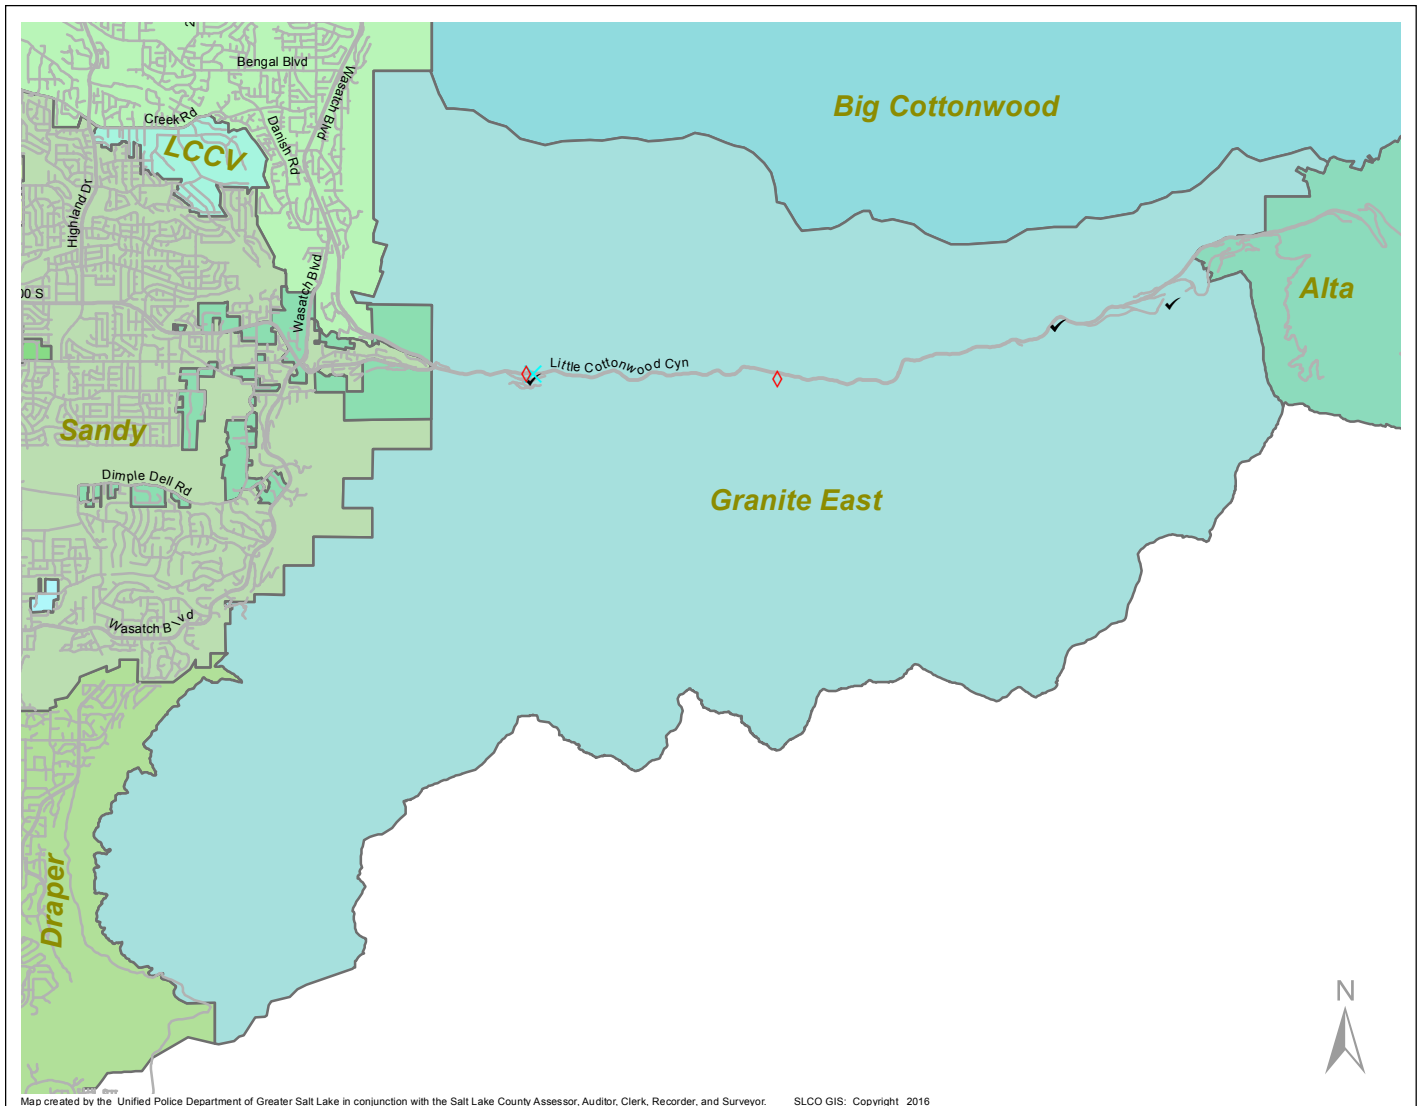 Bengal Blvd
Wasatch Blvd
Big Cottonwood
Creek Rd
Danish Rd
LCCV
Highland Dr
Wasatch Blvd
00 S
Alta
Little Cottonwood Cyn
Sandy
Dimple Dell Rd
Granite East
Wasatch Blvd
Draper
N
Map created by the Unified Police Department of Greater Salt Lake in conjunction with the Salt Lake County Assessor, Auditor, Clerk, Recorder, and Surveyor. SLCO GIS: Copyright 2016